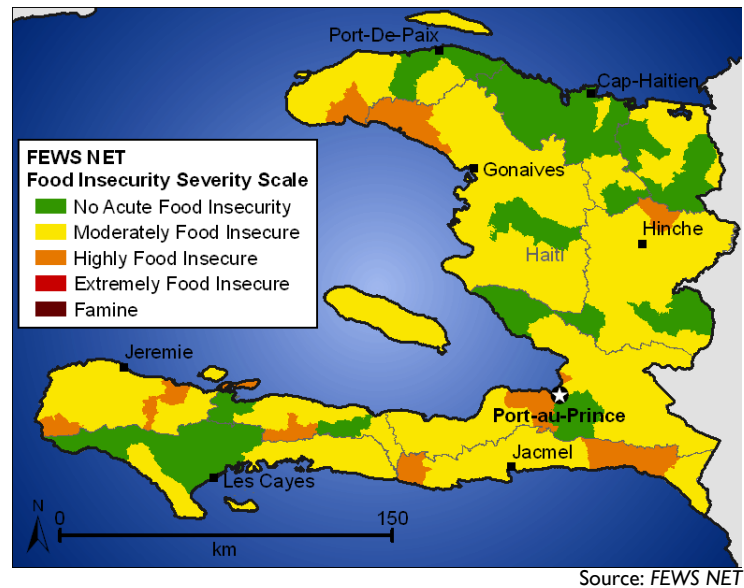 Port-De-Paix
Cap-Haitien
FEWS NET
Food Insecurity Severity Scale
No Acute Food Insecurity
Moderately Food Insecure
Highly Food Insecure
Extremely Food Insecure
Famine
Gonaives
Hinche
Haiti
Jeremie
Port-au-Prince
Jacmel
Les Cayes
N
0
150
km
Source: FEWS NET